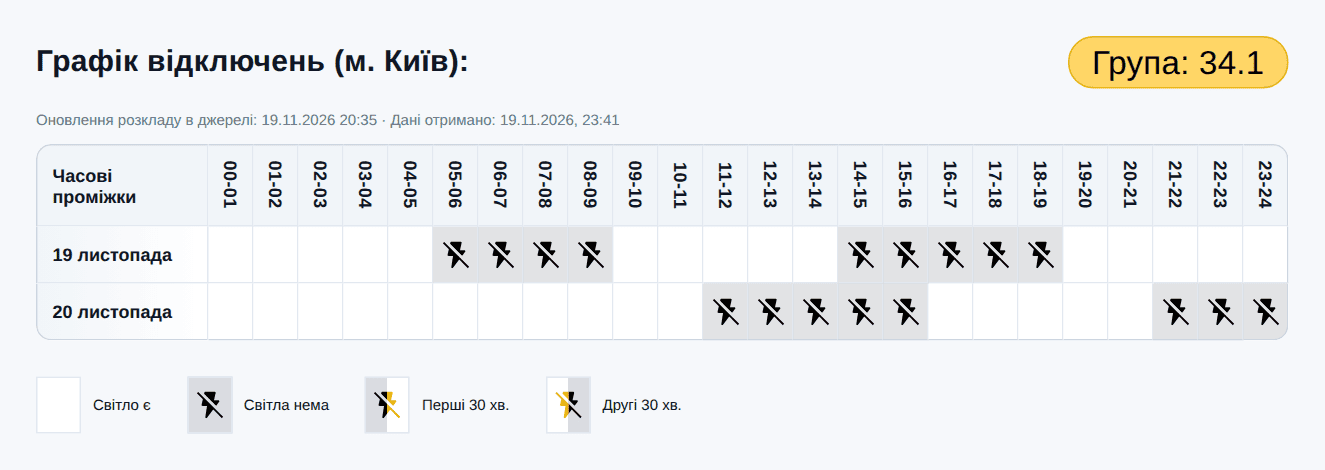 Графік відключень (м. Київ):
Група: 34.1
Оновлення розкладу в джерелі: 19.11.2026 20:35 · Дані отримано: 19.11.2026, 23:41
Часові
проміжки
00-01
01-02
02-03
03-04
04-05
05-06
06-07
07-08
08-09
09-10
10-11
11-12
12-13
13-14
14-15
15-16
16-17
17-18
18-19
19-20
20-21
21-22
22-23
23-24
19 листопада
20 листопада
Світло є
Світла нема
Перші 30 хв.
Другі 30 хв.